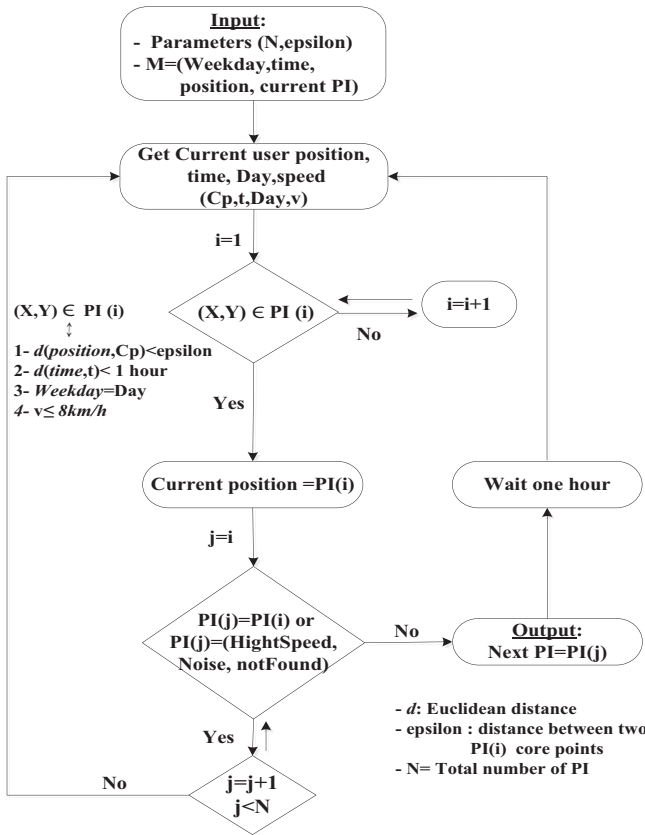 Input:
- Parameters (N,epsilon)
- M=(Weekday,time,
position, current PI)
Get Current user position,
time, Day,speed
(Cp,t,Day,v)
i=1
(X,Y) ∈ PI (i)
i=i+1
No
(X,Y) ∈ PI (i)
↕
1- d(position,Cp)<epsilon
2- d(time,t)< 1 hour
3- Weekday=Day
4- v≤ 8km/h
Yes
Current position =PI(i)
Wait one hour
j=i
PI(j)=PI(i) or
PI(j)=(HightSpeed,
Noise, notFound)
No
Output:
Next PI=PI(j)
- d: Euclidean distance
- epsilon : distance between two
PI(i) core points
- N= Total number of PI
Yes
No
j=j+1
j<N